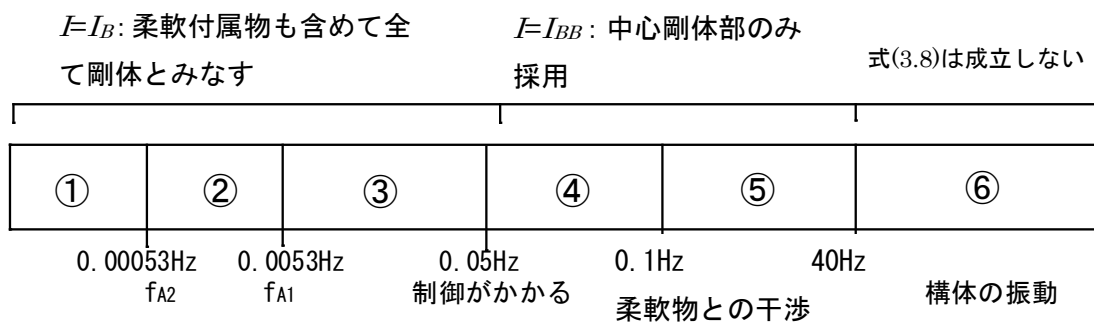 I=IB: 柔軟付属物も含めて全
て剛体とみなす
I=IBB: 中心剛体部のみ
採用
式(3.8)は成立しない
① ② ③ ④ ⑤ ⑥
0.00053Hz 0.0053Hz 0.05Hz 0.1Hz 40Hz
fA2 fA1 制御がかかる 柔軟物との干渉 構体の振動